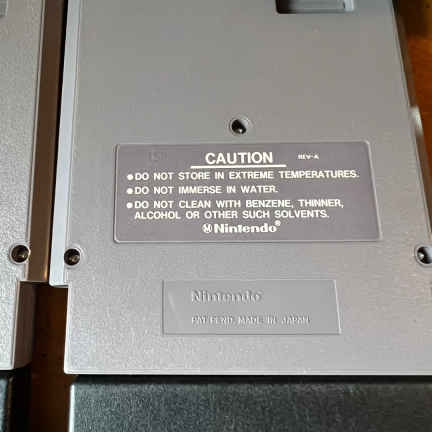 CAUTION REV-A
●DO NOT STORE IN EXTREME TEMPERATURES.
●DO NOT IMMERSE IN WATER.
●DO NOT CLEAN WITH BENZENE, THINNER,
ALCOHOL OR OTHER SUCH SOLVENTS.
Nintendo®
Nintendo
PAT. PEND. MADE IN JAPAN